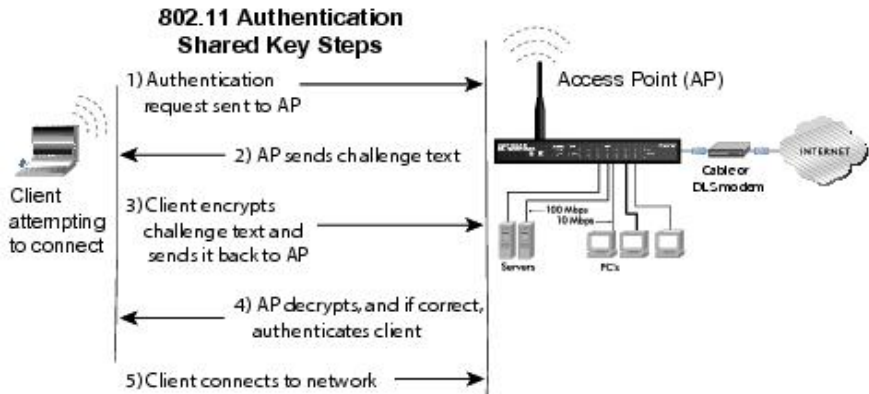 802.11 Authentication
Shared Key Steps
1) Authentication
request sent to AP
Access Point (AP)
2) AP sends challenge text
INTERNET
Cable or
DLS modem
Client
attempting
to connect
3) Client encrypts
challenge text and
sends it back to AP
100 Mbps
10 Mbps
Servers
PC's
4) AP decrypts, and if correct,
authenticates client
5) Client connects to network